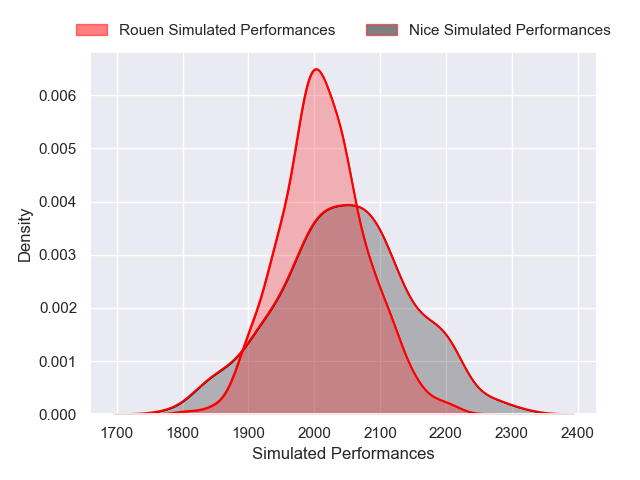 Rouen Simulated Performances Nice Simulated Performances
0.006
0.005
0.004
0.003
0.002
0.001
0.000
Density
1700 1800 1900 2000 2100 2200 2300 2400
Simulated Performances